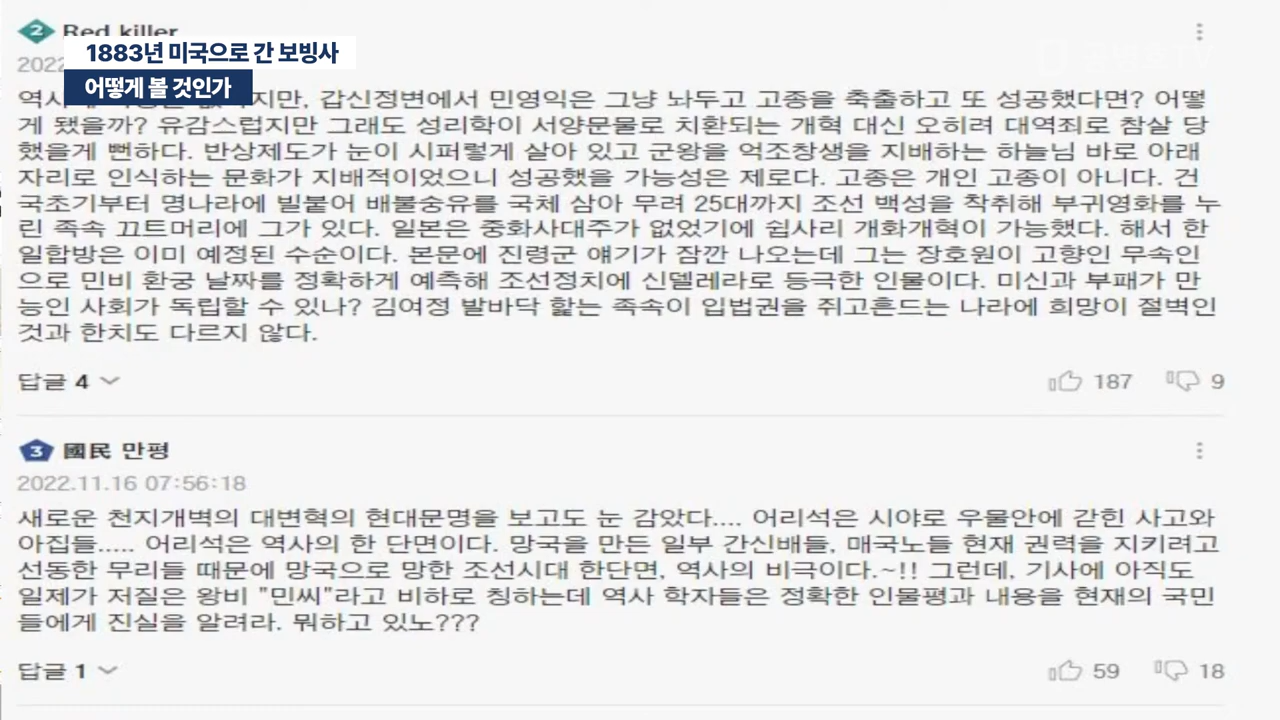 2 Red killer
1883년 미국으로 간 보빙사
2022
어떻게 볼 것인가
지만, 갑신정변에서 민영익은 그냥 놔두고 고종을 축출하고 또 성공했다면? 어떻
게 됐을까? 유감스럽지만 그래도 성리학이 서양문물로 치환되는 개혁 대신 오히려 대역죄로 참살 당
했을게 뻔하다. 반상제도가 눈이 시퍼렇게 살아 있고 군왕을 억조창생을 지배하는 하늘님 바로 아래
자리로 인식하는 문화가 지배적이었으니 성공했을 가능성은 제로다. 고종은 개인 고종이 아니다. 건
국초기부터 명나라에 빌붙어 배불숭유를 국체 삼아 무려 25대까지 조선 백성을 착취해 부귀영화를 누
린 족속 끄트머리에 그가 있다. 일본은 중화사대주가 없었기에 쉽사리 개화개혁이 가능했다. 해서 한
일합방은 이미 예정된 수순이다. 본문에 진령군 얘기가 잠깐 나오는데 그는 장호원이 고향인 무속인
으로 민비 환궁 날짜를 정확하게 예측해 조선정치에 신델레라로 등극한 인물이다. 미신과 부패가 만
능인 사회가 독립할 수 있나? 김여정 발바닥 핥는 족속이 입법권을 쥐고흔드는 나라에 희망이 절벽인
것과 한치도 다르지 않다.
답글 4
187 9
3 國民 만평
2022.11.16 07:56:18
새로운 천지개벽의 대변혁의 현대문명을 보고도 눈 감았다.... 어리석은 시야로 우물안에 갇힌 사고와
아집들..... 어리석은 역사의 한 단면이다. 망국을 만든 일부 간신배들, 매국노들 현재 권력을 지키려고
선동한 무리들 때문에 망국으로 망한 조선시대 한단면, 역사의 비극이다.~!! 그런데, 기사에 아직도
일제가 저질은 왕비 "민씨"라고 비하로 칭하는데 역사 학자들은 정확한 인물평과 내용을 현재의 국민
들에게 진실을 알려라. 뭐하고 있노???
답글 1
59 18